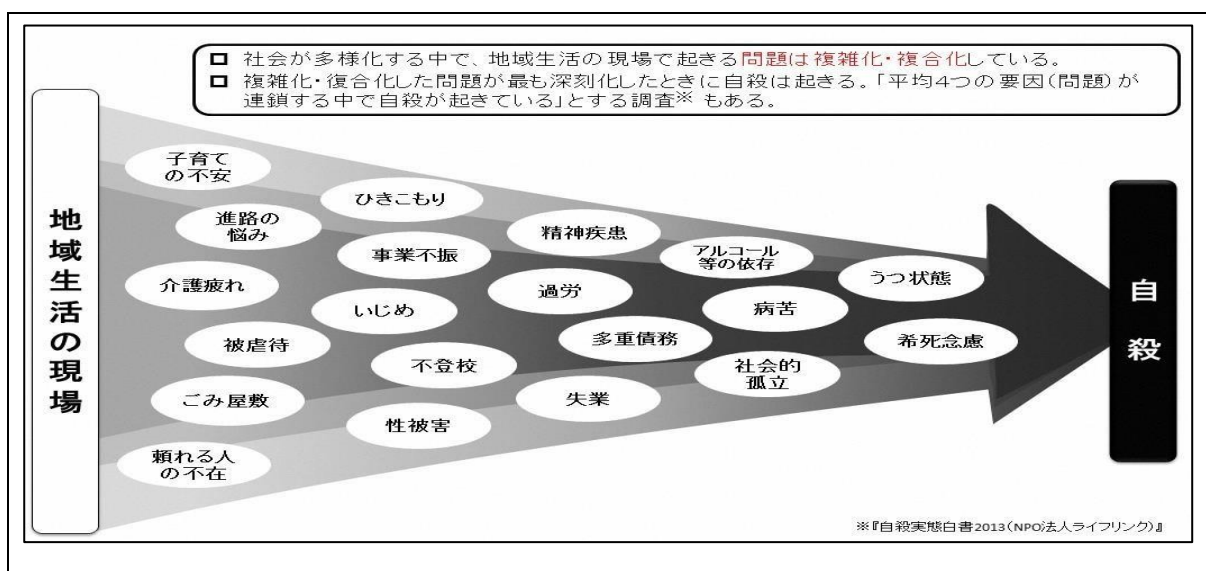 □ 社会が多様化する中で、地域生活の現場で起きる問題は複雑化・複合化している。
□ 複雑化・復合化した問題が最も深刻化したときに自殺は起きる。「平均4つの要因(問題)が
連鎖する中で自殺が起きている」とする調査※ もある。
地域生活の現場
子育て
の不安
進路の
悩み
介護疲れ
被虐待
ごみ屋敷
頼れる人
の不在
ひきこもり
事業不振
いじめ
不登校
性被害
精神疾患
過労
多重債務
失業
アルコール
等の依存
病苦
社会的
孤立
うつ状態
希死念慮
自殺
※『自殺実態白書2013(NPO法人ライフリンク)』